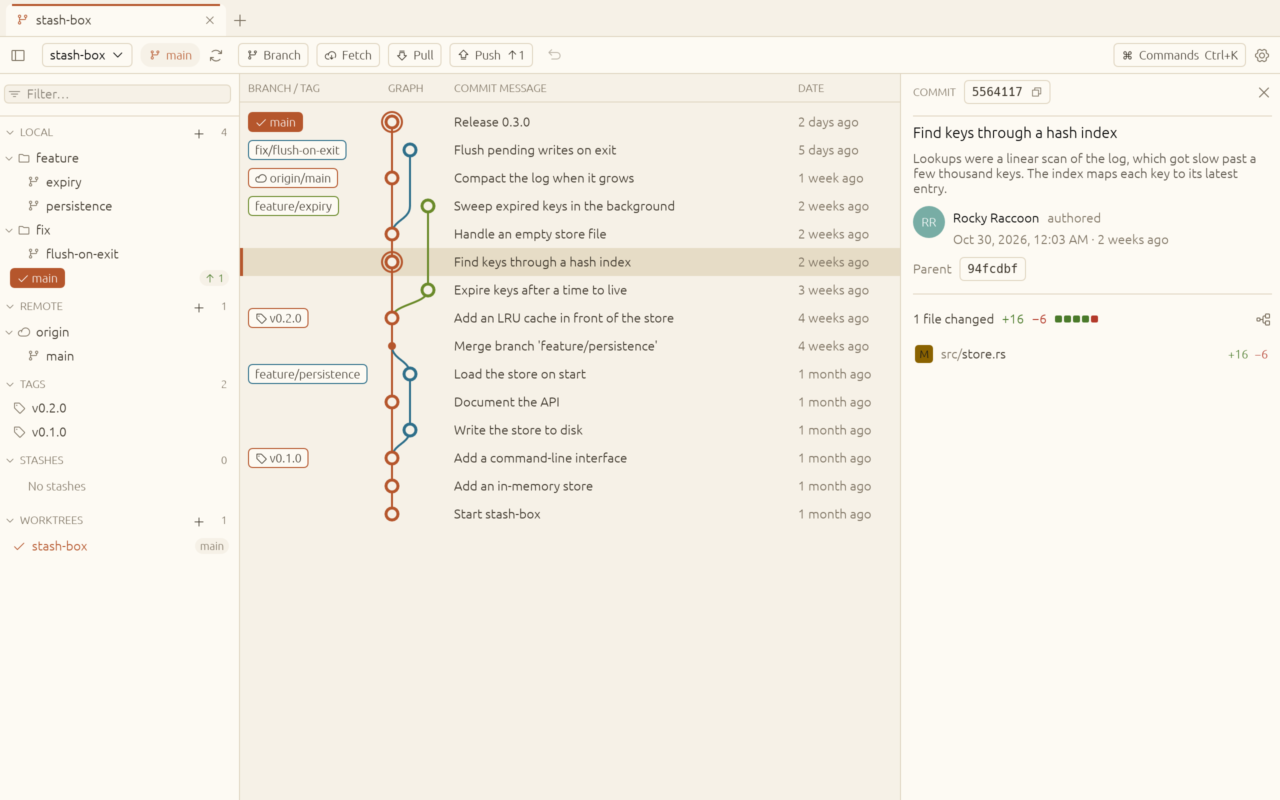 stash-box
stash-box main Branch Fetch Pull Push ↑1 ⌘ Commands Ctrl+K
Filter...
LOCAL 4
feature
expiry
persistence
fix
flush-on-exit
main ↑ 1
REMOTE 1
origin
main
TAGS 2
v0.2.0
v0.1.0
STASHES 0
No stashes
WORKTREES 1
stash-box main
BRANCH / TAG GRAPH COMMIT MESSAGE DATE
main Release 0.3.0 2 days ago
fix/flush-on-exit Flush pending writes on exit 5 days ago
origin/main Compact the log when it grows 1 week ago
feature/expiry Sweep expired keys in the background 2 weeks ago
Handle an empty store file 2 weeks ago
Find keys through a hash index 2 weeks ago
Expire keys after a time to live 3 weeks ago
v0.2.0 Add an LRU cache in front of the store 4 weeks ago
Merge branch 'feature/persistence' 4 weeks ago
feature/persistence Load the store on start 1 month ago
Document the API 1 month ago
Write the store to disk 1 month ago
v0.1.0 Add a command-line interface 1 month ago
Add an in-memory store 1 month ago
Start stash-box 1 month ago
COMMIT 5564117
Find keys through a hash index
Lookups were a linear scan of the log, which got slow past a
few thousand keys. The index maps each key to its latest
entry.
RR Rocky Raccoon authored
Oct 30, 2026, 12:03 AM · 2 weeks ago
Parent 94fcdbf
1 file changed +16 −6
M src/store.rs +16 −6